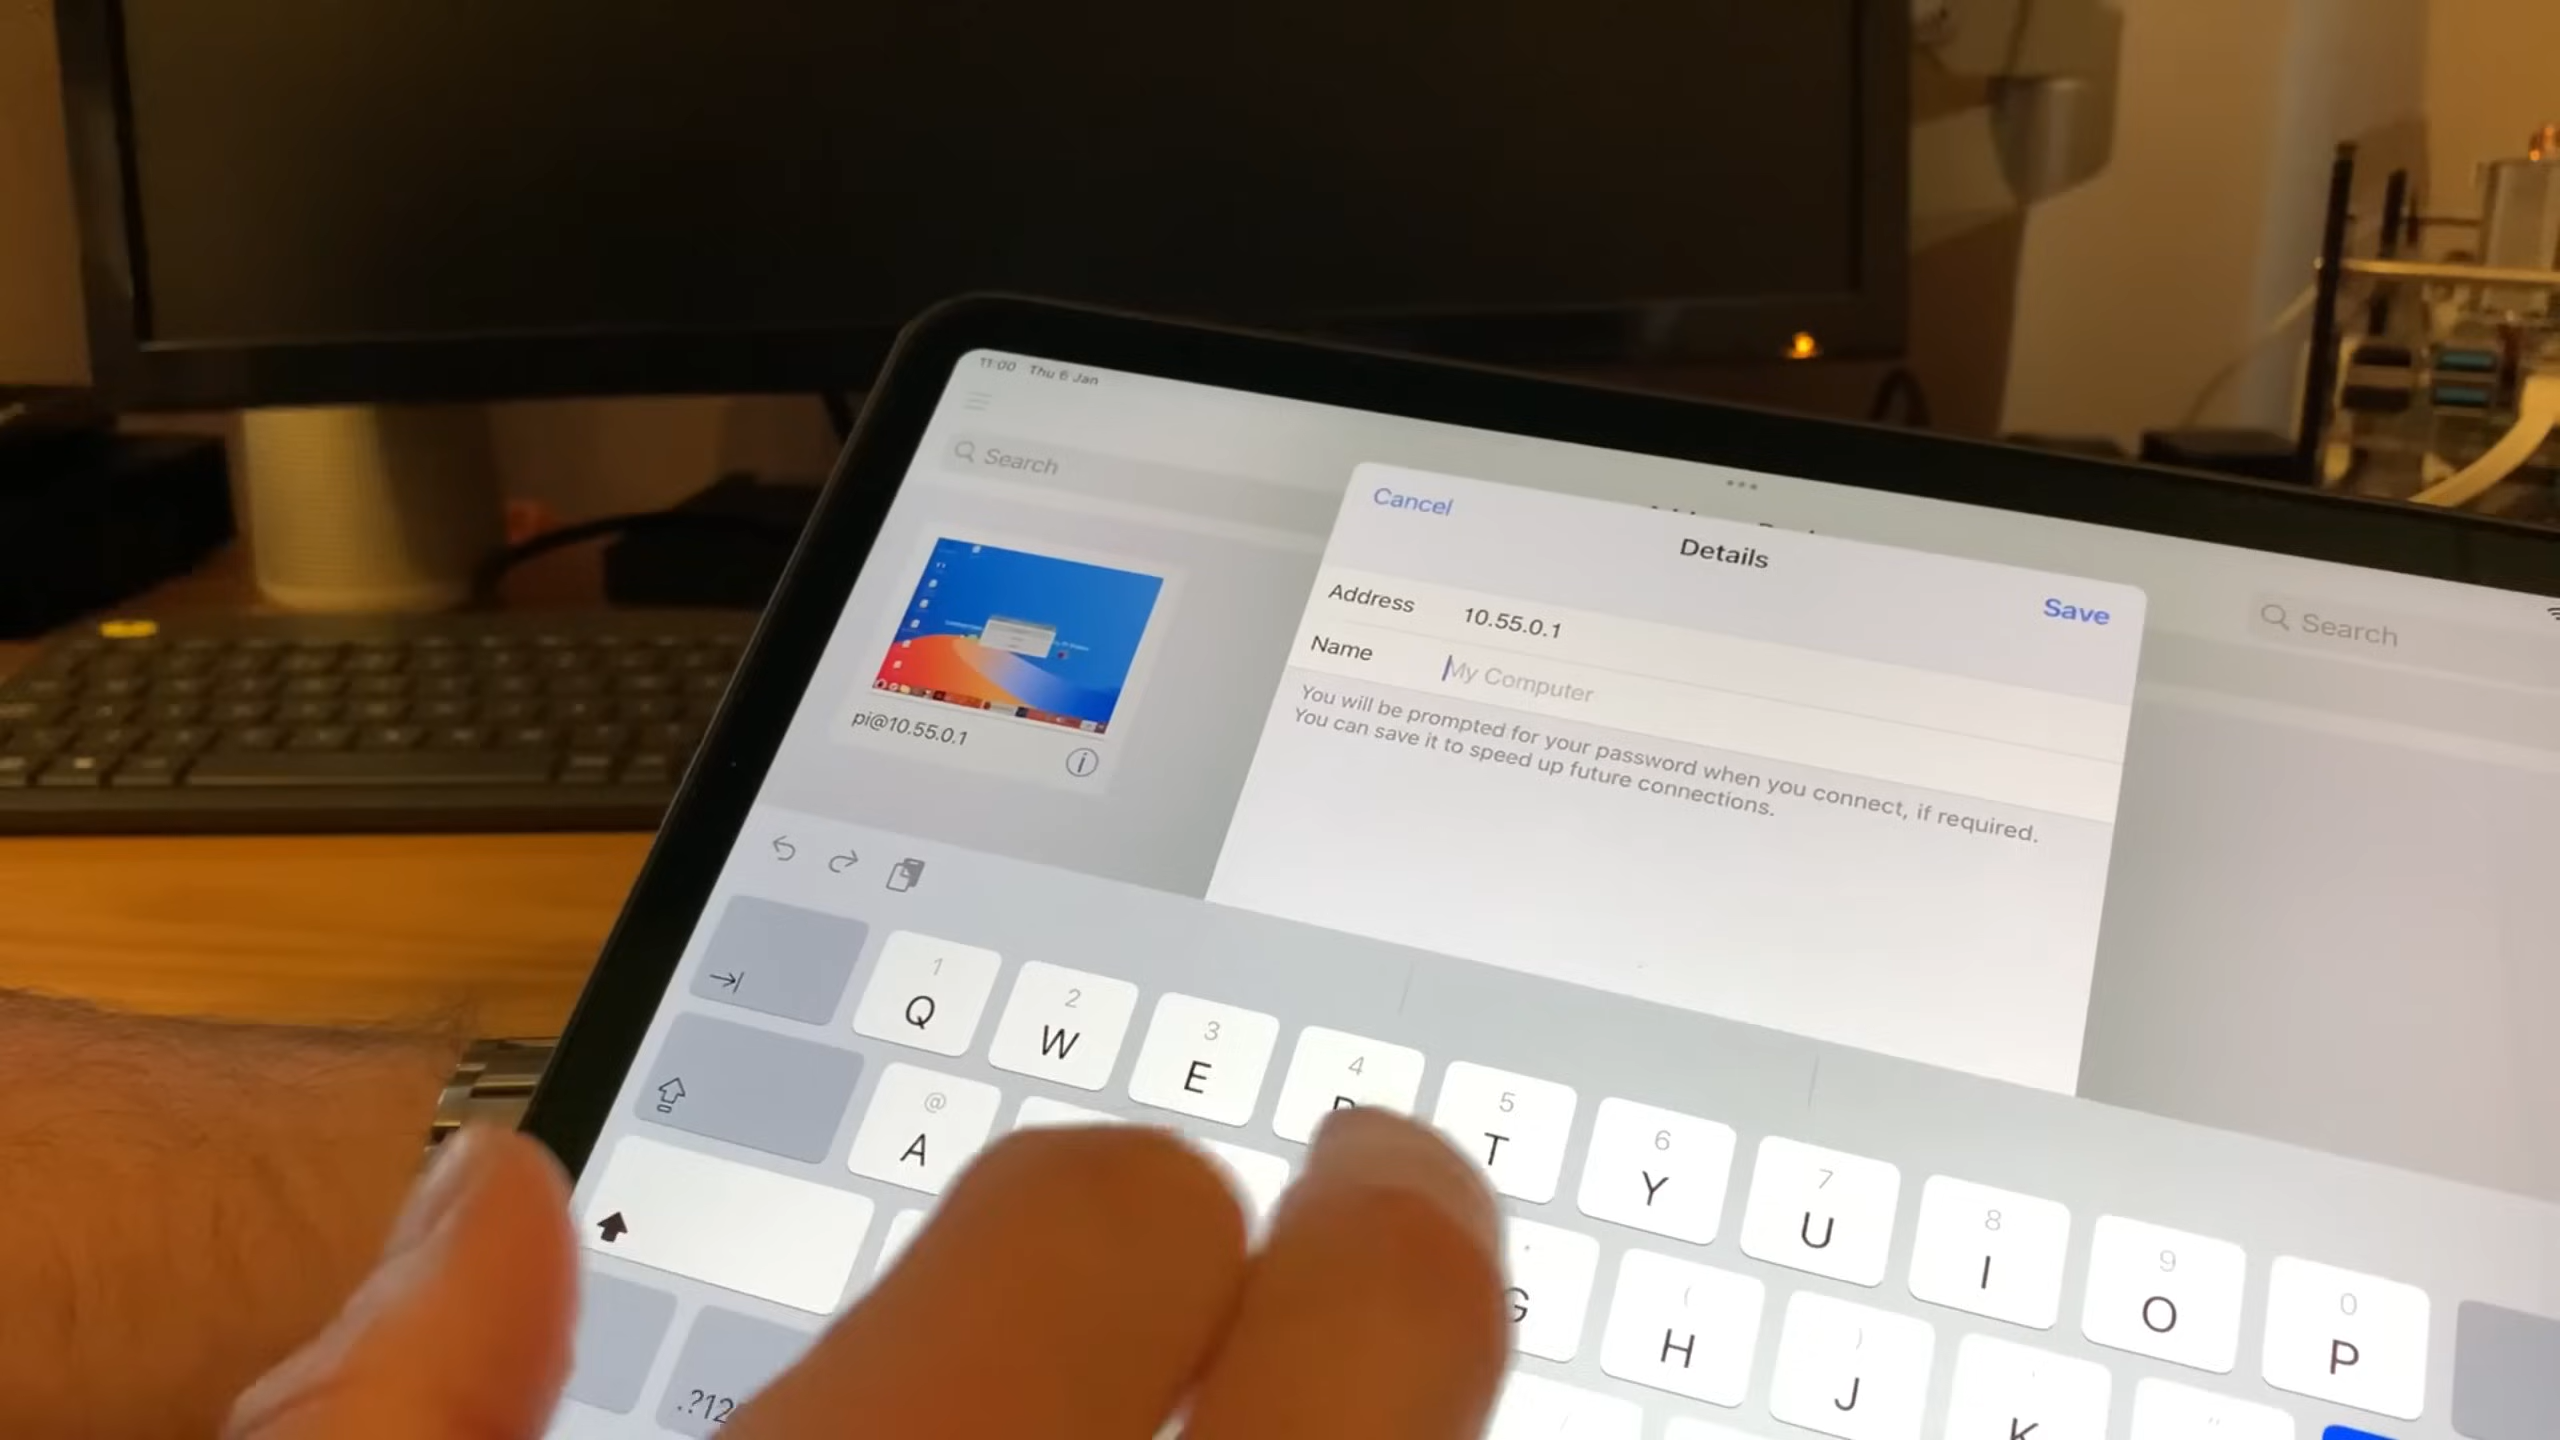 11:00 Thu 6 Jan
Search
Cancel
Details
Save
Search
Address 10.55.0.1
Name My Computer
You will be prompted for your password when you connect, if required.
You can save it to speed up future connections.
pi@10.55.0.1
1 2 3 4 5 6 7 8 9 0
Q W E R T Y U I O P
@ ( )
A G H J K
.?12